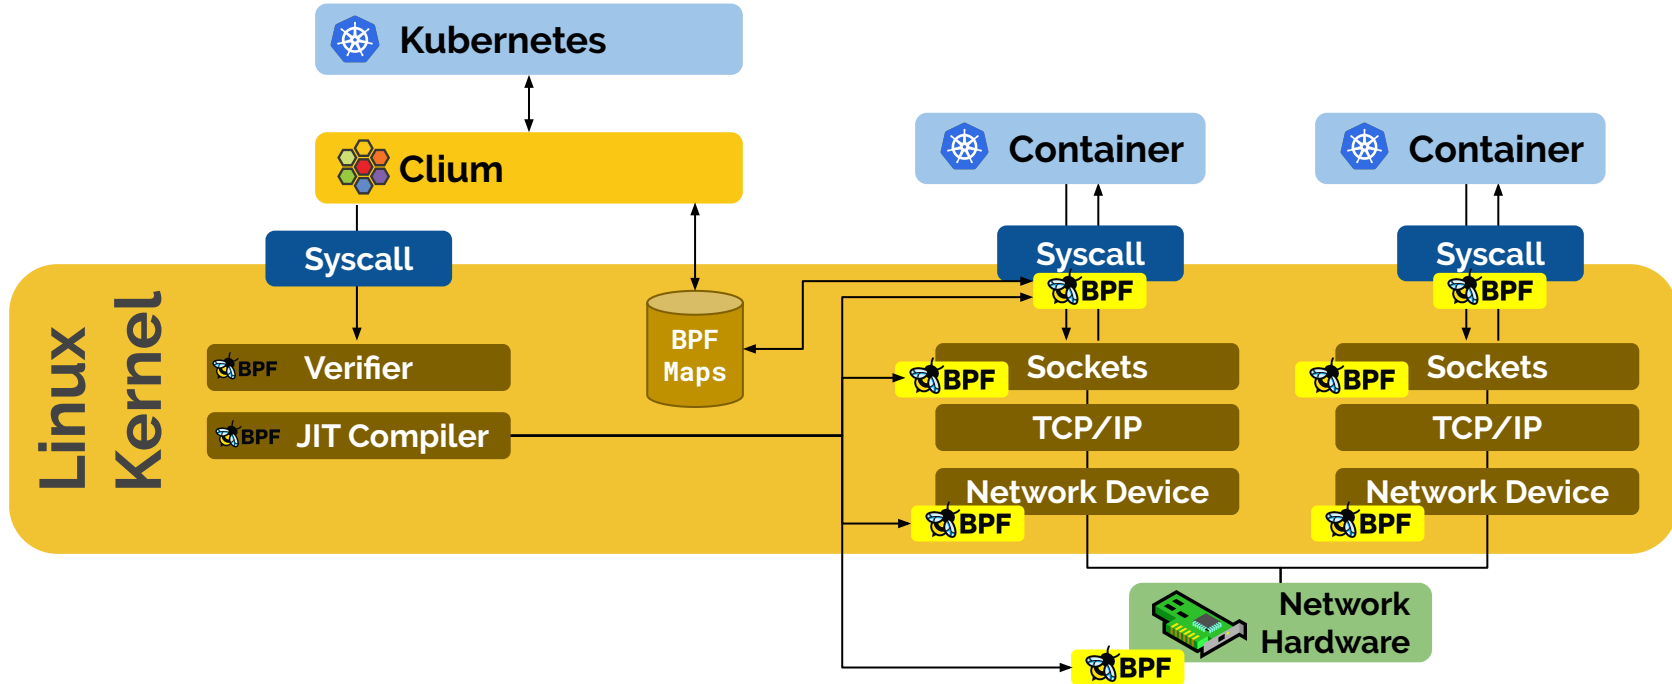 Kubernetes
Clium
Container
Container
Syscall
Syscall
Syscall
BPF
BPF
Linux
Kernel
BPF
Maps
BPF Verifier
Sockets
BPF
Sockets
BPF
BPF JIT Compiler
TCP/IP
TCP/IP
Network Device
BPF
Network Device
BPF
Network
Hardware
BPF